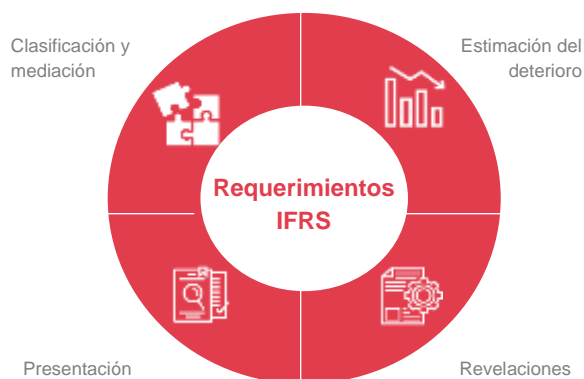 Clasificación y
mediación
Estimación del
deterioro
Requerimientos
IFRS
Presentación
Revelaciones